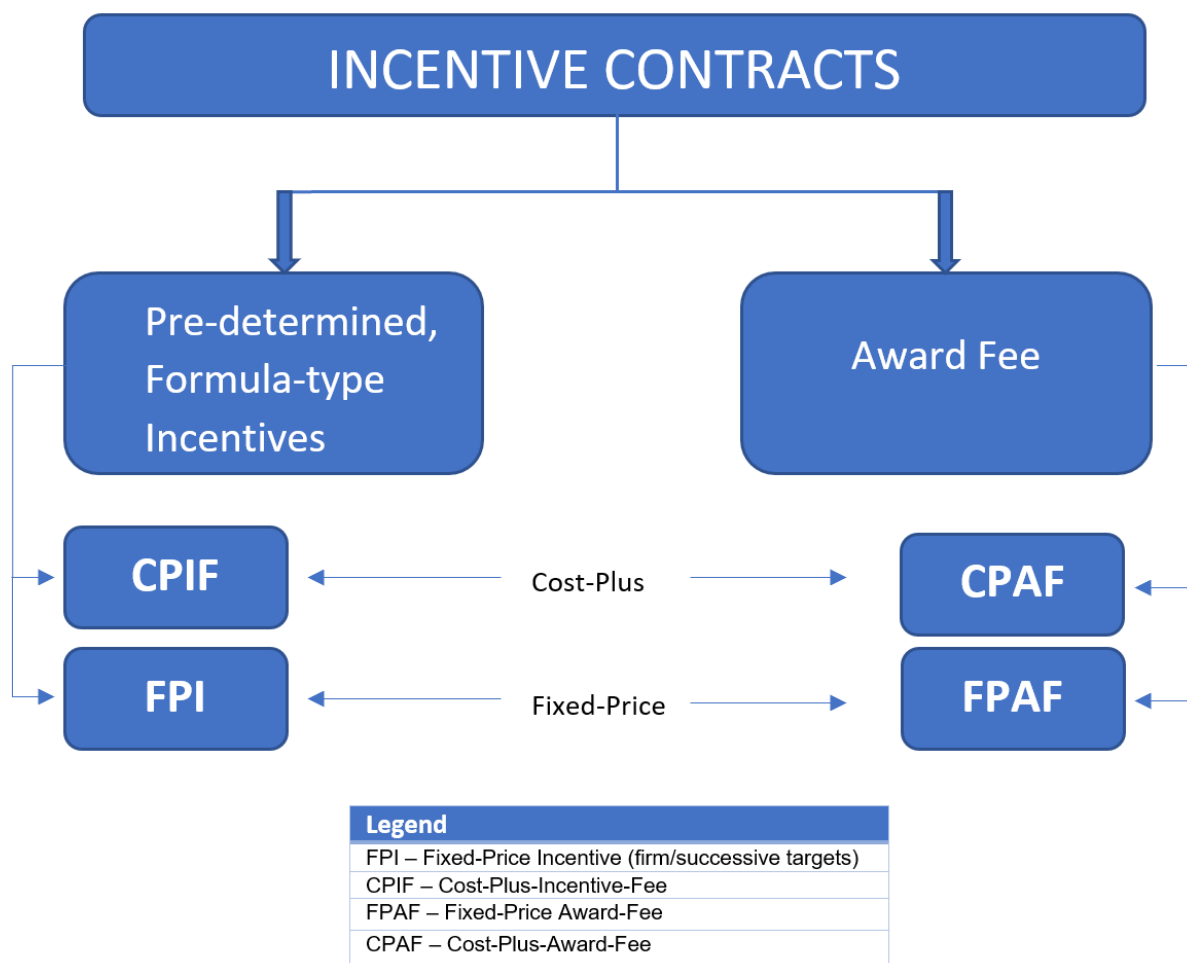 INCENTIVE CONTRACTS
Pre-determined,
Formula-type
Incentives
Award Fee
CPIF
Cost-Plus
CPAF
FPI
Fixed-Price
FPAF
Legend
FPI – Fixed-Price Incentive (firm/successive targets)
CPIF – Cost-Plus-Incentive-Fee
FPAF – Fixed-Price Award-Fee
CPAF – Cost-Plus-Award-Fee